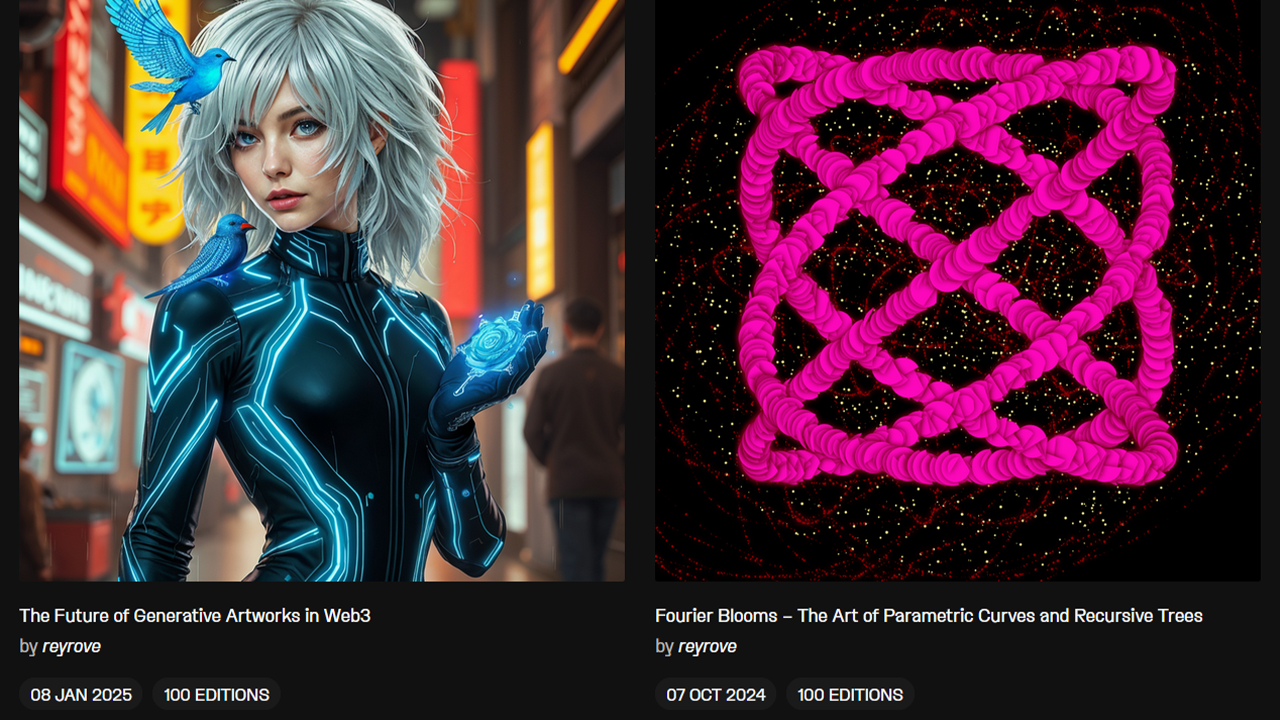 The Future of Generative Artworks in Web3
by reyrove
08 JAN 2025
100 EDITIONS
Fourier Blooms – The Art of Parametric Curves and Recursive Trees
by reyrove
07 OCT 2024
100 EDITIONS